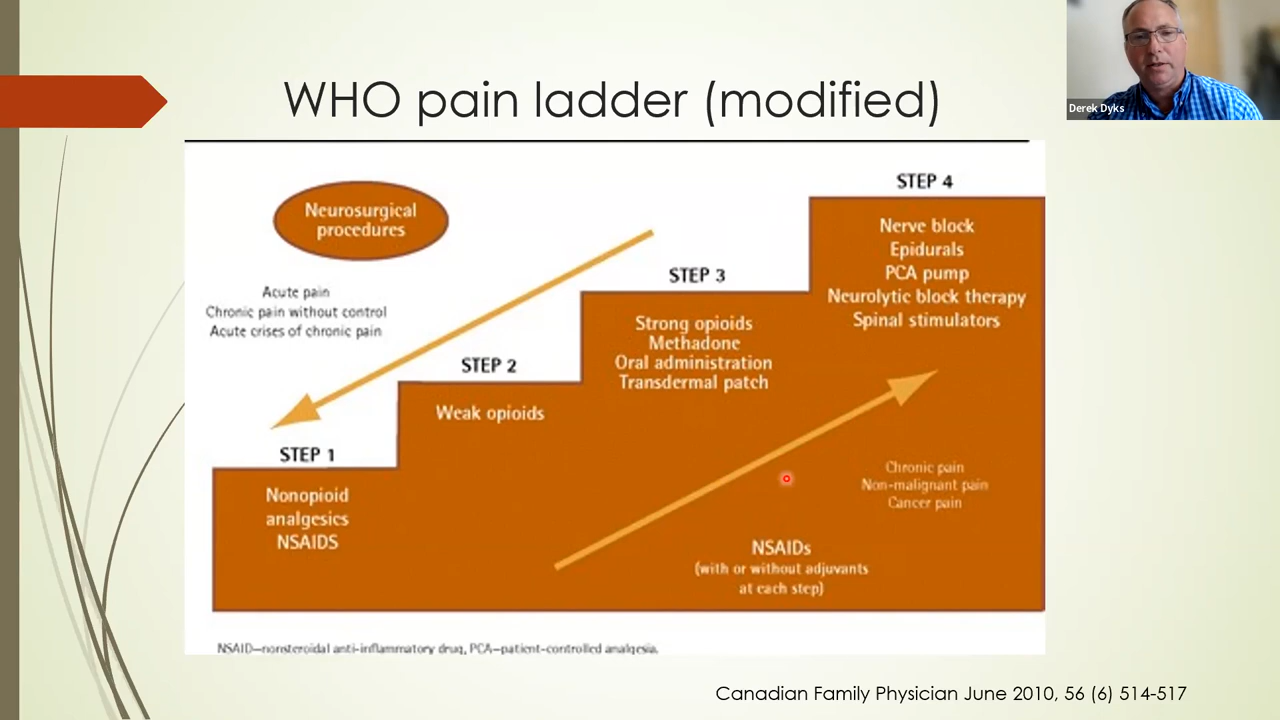 WHO pain ladder (modified)
Derek Dyks
STEP 4
Neurosurgical
procedures
Nerve block
Epidurals
PCA pump
Neurolytic block therapy
Spinal stimulators
STEP 3
Acute pain
Chronic pain without control
Acute crises of chronic pain
Strong opioids
Methadone
Oral administration
Transdermal patch
STEP 2
Weak opioids
STEP 1
Nonopioid
analgesics
NSAIDS
Chronic pain
Non-malignant pain
Cancer pain
NSAIDs
(with or without adjuvants
at each step)
NSAID—nonsteroidal anti-inflammatory drug, PCA—patient-controlled analgesia.
Canadian Family Physician June 2010, 56 (6) 514-517